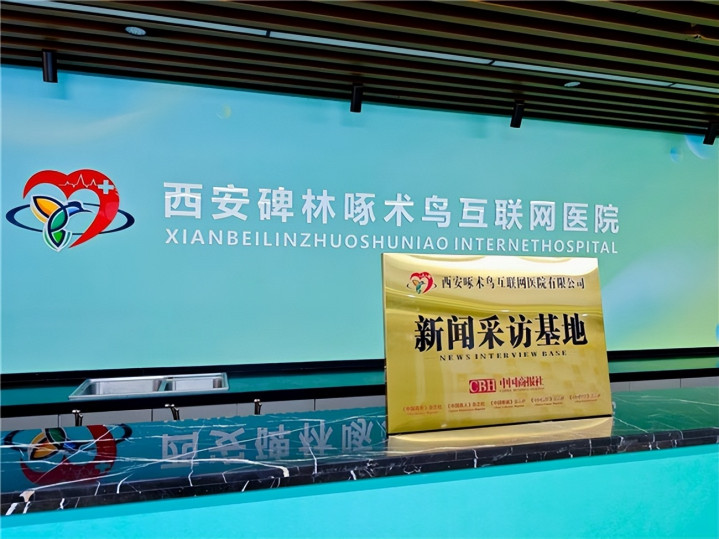 西安碑林啄术鸟互联网医院
XIANBEILINZHUOSHUNIAO INTERNETHOSPITAL
西安啄术鸟互联网医院有限公司
新闻采访基地
NEWS INTERVIEW BASE
CBH 中国商报社